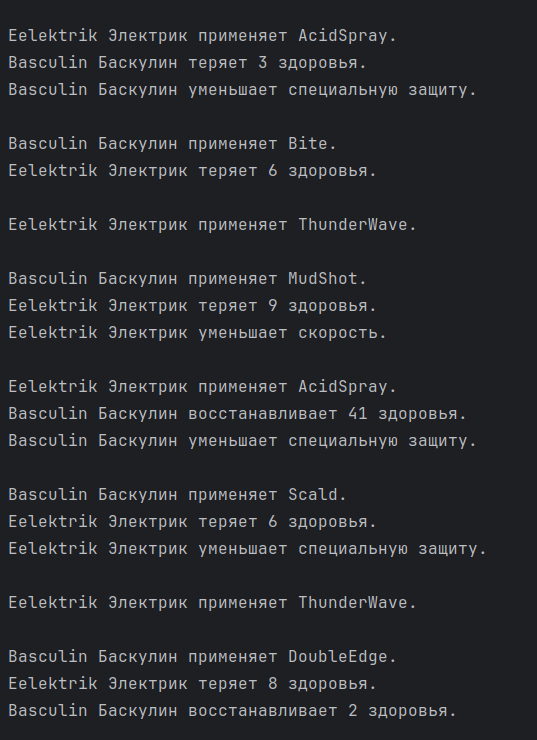 Eelektrik Электрик применяет AcidSpray.
Basculin Баскулин теряет 3 здоровья.
Basculin Баскулин уменьшает специальную защиту.
Basculin Баскулин применяет Bite.
Eelektrik Электрик теряет 6 здоровья.
Eelektrik Электрик применяет ThunderWave.
Basculin Баскулин применяет MudShot.
Eelektrik Электрик теряет 9 здоровья.
Eelektrik Электрик уменьшает скорость.
Eelektrik Электрик применяет AcidSpray.
Basculin Баскулин восстанавливает 41 здоровья.
Basculin Баскулин уменьшает специальную защиту.
Basculin Баскулин применяет Scald.
Eelektrik Электрик теряет 6 здоровья.
Eelektrik Электрик уменьшает специальную защиту.
Eelektrik Электрик применяет ThunderWave.
Basculin Баскулин применяет DoubleEdge.
Eelektrik Электрик теряет 8 здоровья.
Basculin Баскулин восстанавливает 2 здоровья.